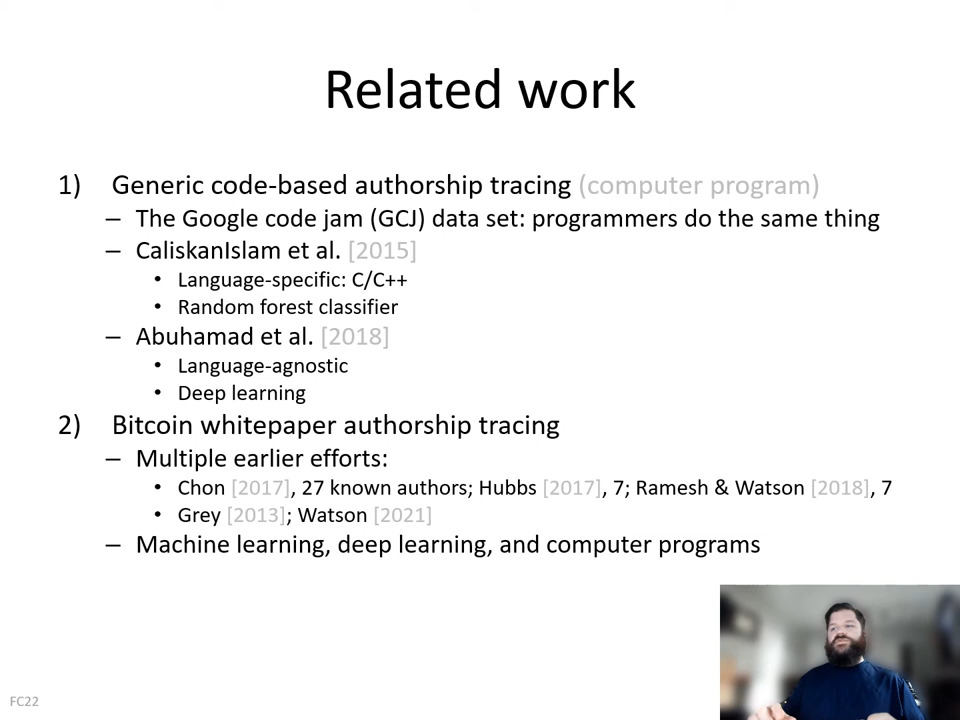 Related work
1) Generic code-based authorship tracing (computer program)
– The Google code jam (GCJ) data set: programmers do the same thing
– CaliskanIslam et al. [2015]
• Language-specific: C/C++
• Random forest classifier
– Abuhamad et al. [2018]
• Language-agnostic
• Deep learning
2) Bitcoin whitepaper authorship tracing
– Multiple earlier efforts:
• Chon [2017], 27 known authors; Hubbs [2017], 7; Ramesh & Watson [2018], 7
• Grey [2013]; Watson [2021]
– Machine learning, deep learning, and computer programs
FC22